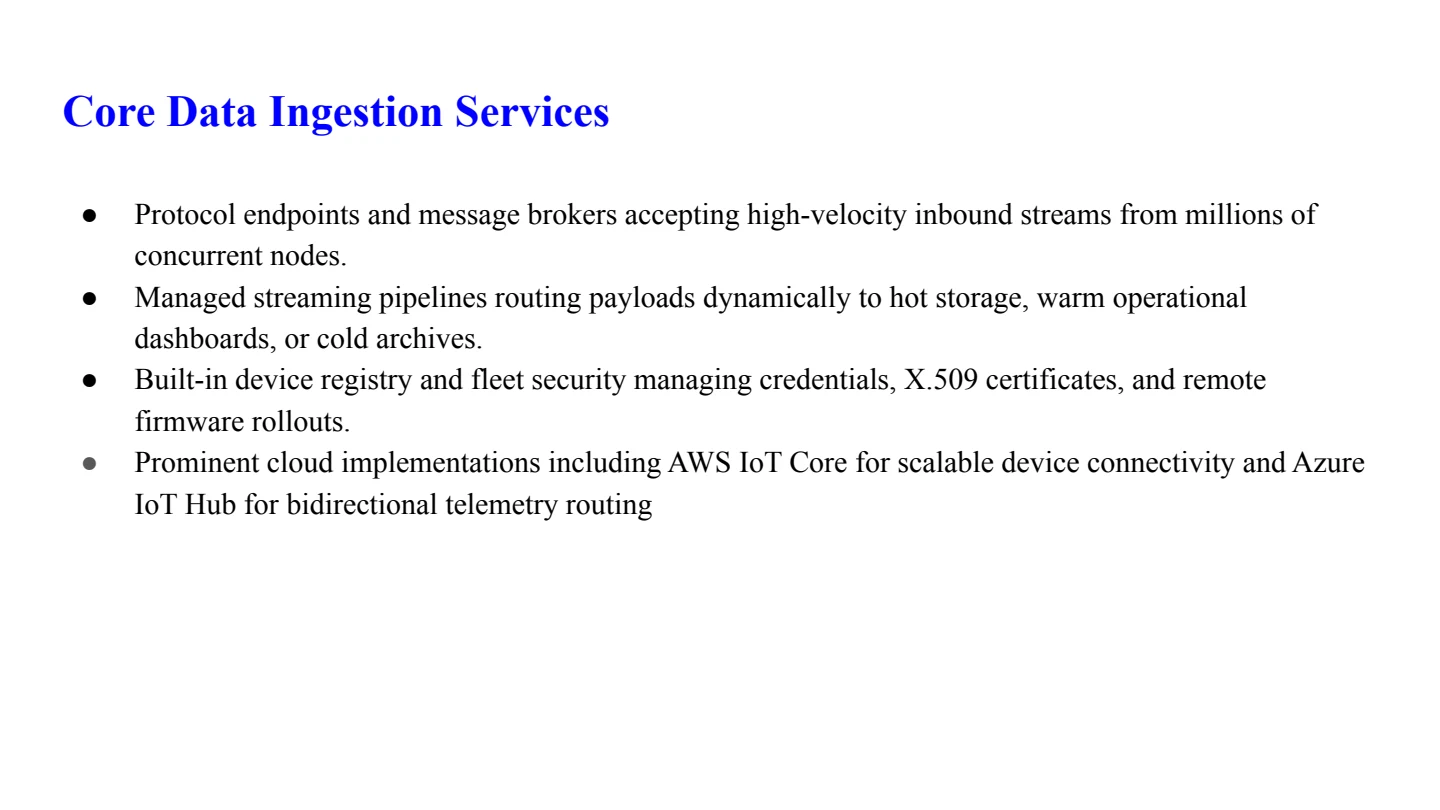 Core Data Ingestion Services
● Protocol endpoints and message brokers accepting high-velocity inbound streams from millions of
concurrent nodes.
● Managed streaming pipelines routing payloads dynamically to hot storage, warm operational
dashboards, or cold archives.
● Built-in device registry and fleet security managing credentials, X.509 certificates, and remote
firmware rollouts.
● Prominent cloud implementations including AWS IoT Core for scalable device connectivity and Azure
IoT Hub for bidirectional telemetry routing